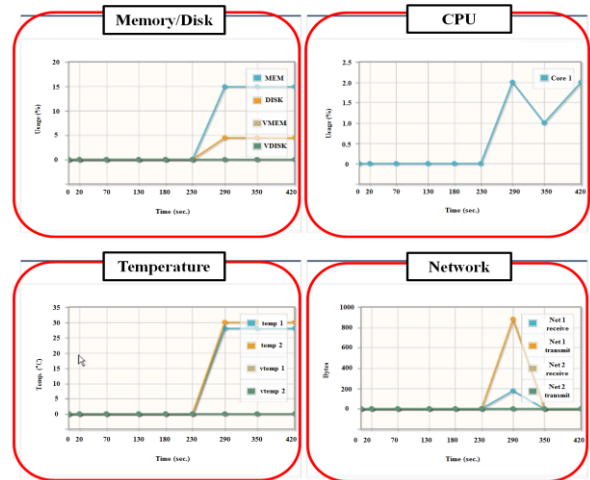 Memory/Disk
20
15
10
5
0
Usage (%)
MEM
DISK
VMEM
VDISK
0 20 70 130 180 230 290 350 420
Time (sec.)
CPU
2.5
2.0
1.5
1.0
0.5
0
Usage (%)
Core 1
0 20 70 130 180 230 290 350 420
Time (sec.)
Temperature
35
30
25
20
15
10
5
0
Temp (°C)
temp 1
temp 2
vtemp 1
vtemp 2
0 20 70 130 180 230 290 350 420
Time (sec.)
Network
1000
800
600
400
200
0
Bytes
Net 1
receive
Net 1
transmit
Net 2
receive
Net 2
transmit
0 20 70 130 180 240 290 350 420
Time (sec.)